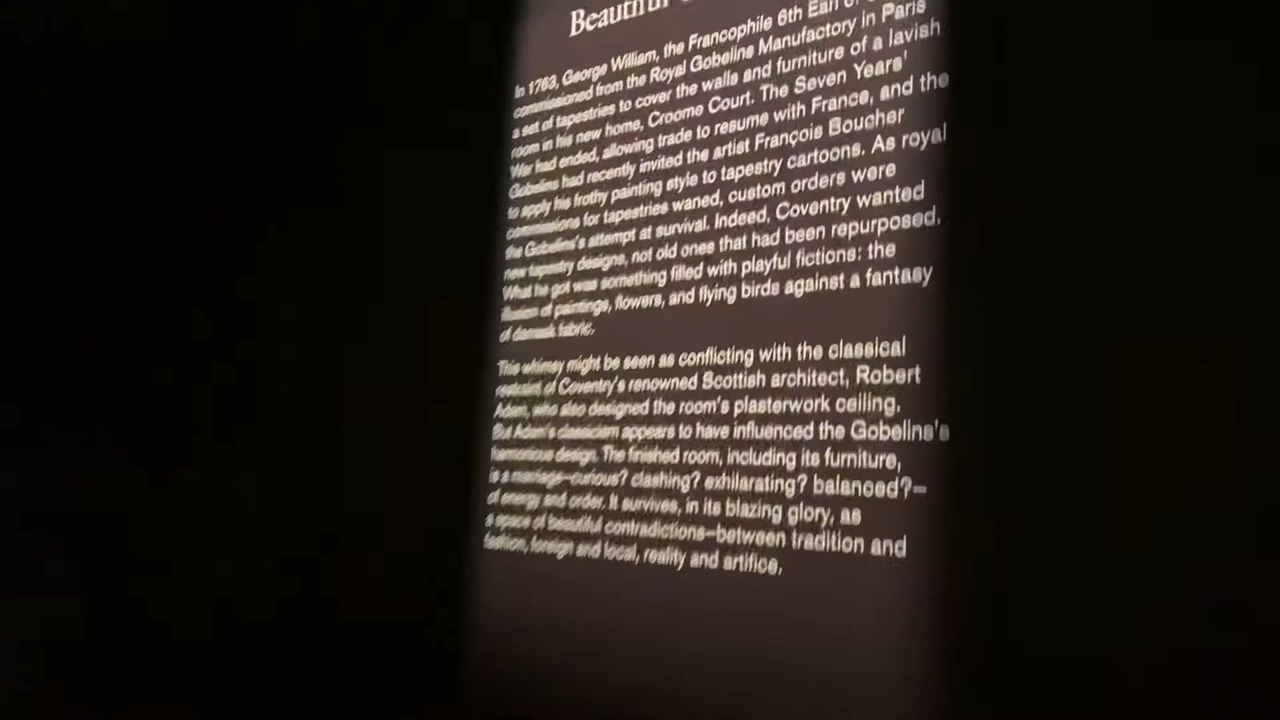 Beautiful
In 1763, George William, the Francophile 6th Earl of
commissioned from the Royal Gobelins Manufactory in Paris
a set of tapestries to cover the walls and furniture of a lavish
room in his new home, Croome Court. The Seven Years'
War had ended, allowing trade to resume with France, and the
Gobelins had recently invited the artist François Boucher
to apply his frothy painting style to tapestry cartoons. As royal
commissions for tapestries waned, custom orders were
the Gobelins's attempt at survival. Indeed, Coventry wanted
new tapestry designs, not old ones that had been repurposed.
What he got was something filled with playful fictions: the
illusion of paintings, flowers, and flying birds against a fantasy
of damask fabric.
This whimsy might be seen as conflicting with the classical
restraint of Coventry's renowned Scottish architect, Robert
Adam, who also designed the room's plasterwork ceiling.
But Adam's classicism appears to have influenced the Gobelins's
harmonious design. The finished room, including its furniture,
is a marriage–curious? clashing? exhilarating? balanced?–
of energy and order. It survives, in its blazing glory, as
a space of beautiful contradictions–between tradition and
fashion, foreign and local, reality and artifice.